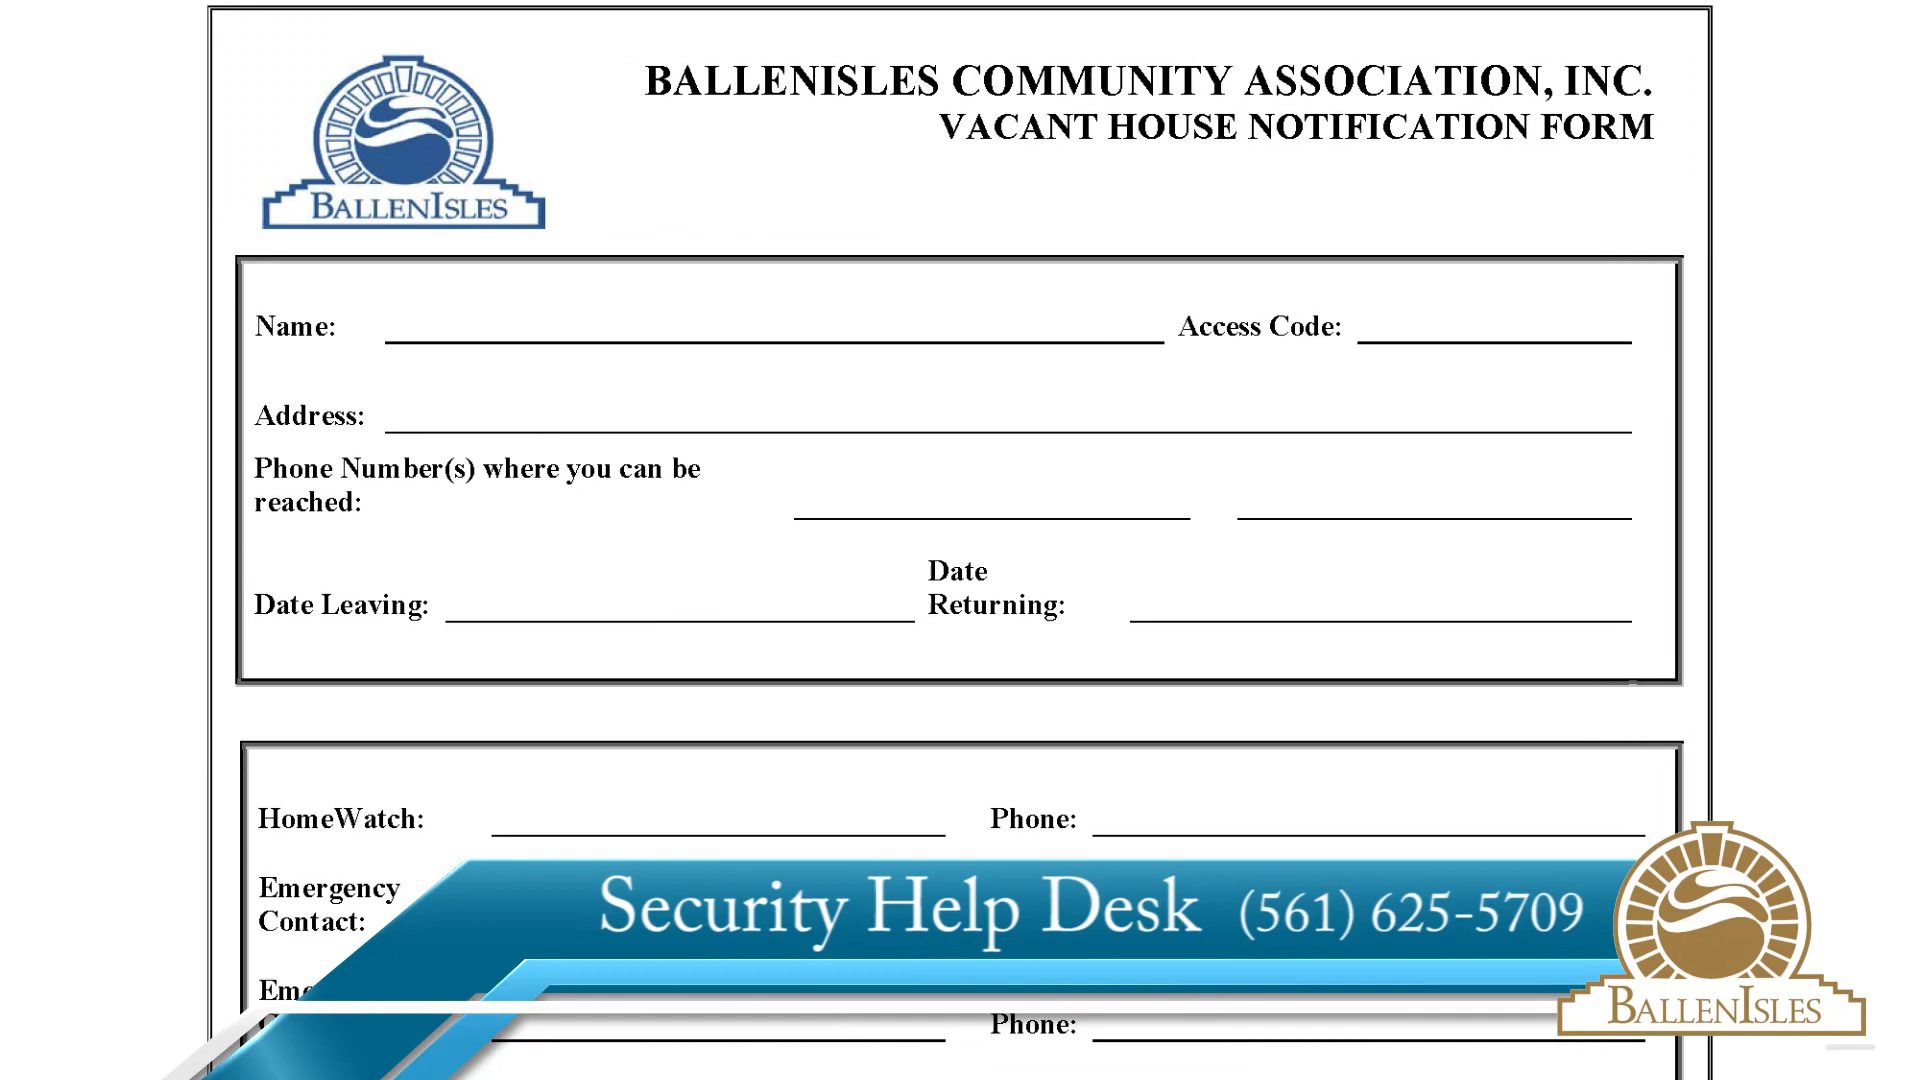 BALLENISLES COMMUNITY ASSOCIATION, INC.
VACANT HOUSE NOTIFICATION FORM
BALLENISLES
Name:
Access Code:
Address:
Phone Number(s) where you can be
reached:
Date Leaving:
Date
Returning:
HomeWatch:
Phone:
Emergency
Contact:
Security Help Desk (561) 625-5709
Phone:
BALLENISLES